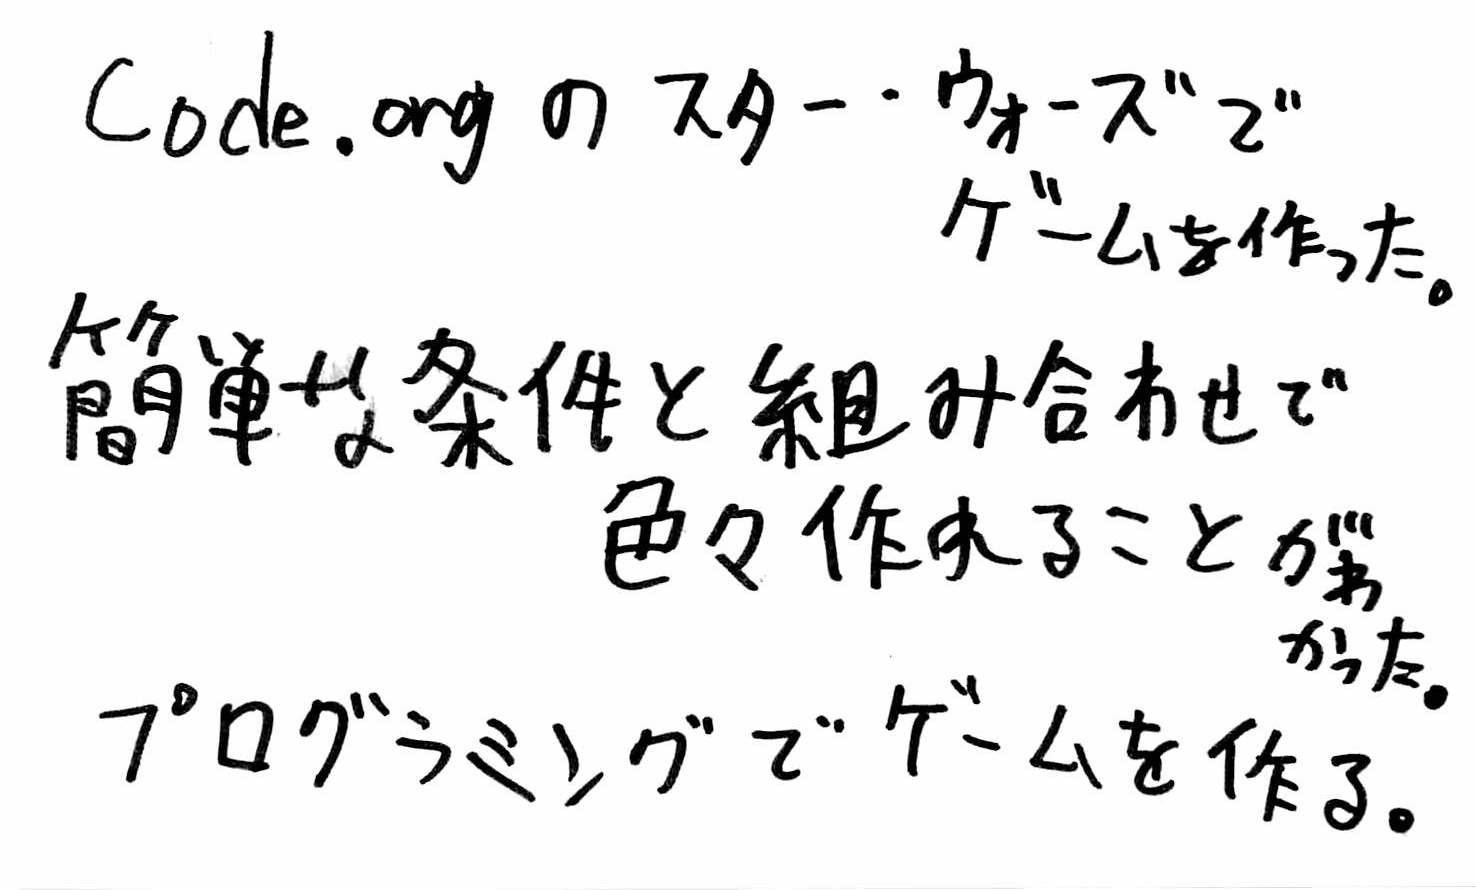 Code.orgのスター・ウォーズで
ゲームを作った。
簡単な条件と組み合わせで
色々作れることがわ
かった。
プログラミングでゲームを作る。